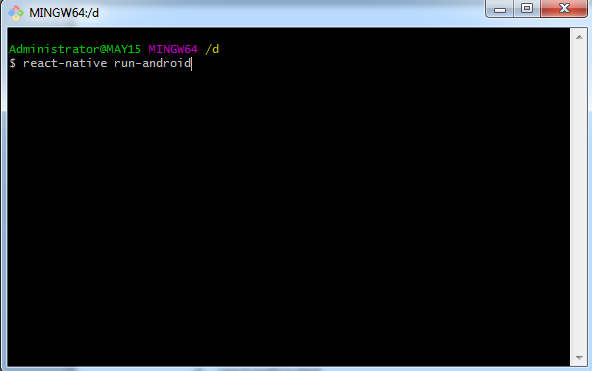 MINGW64:/d
Administrator@MAY15 MINGW64 /d
$ react-native run-android